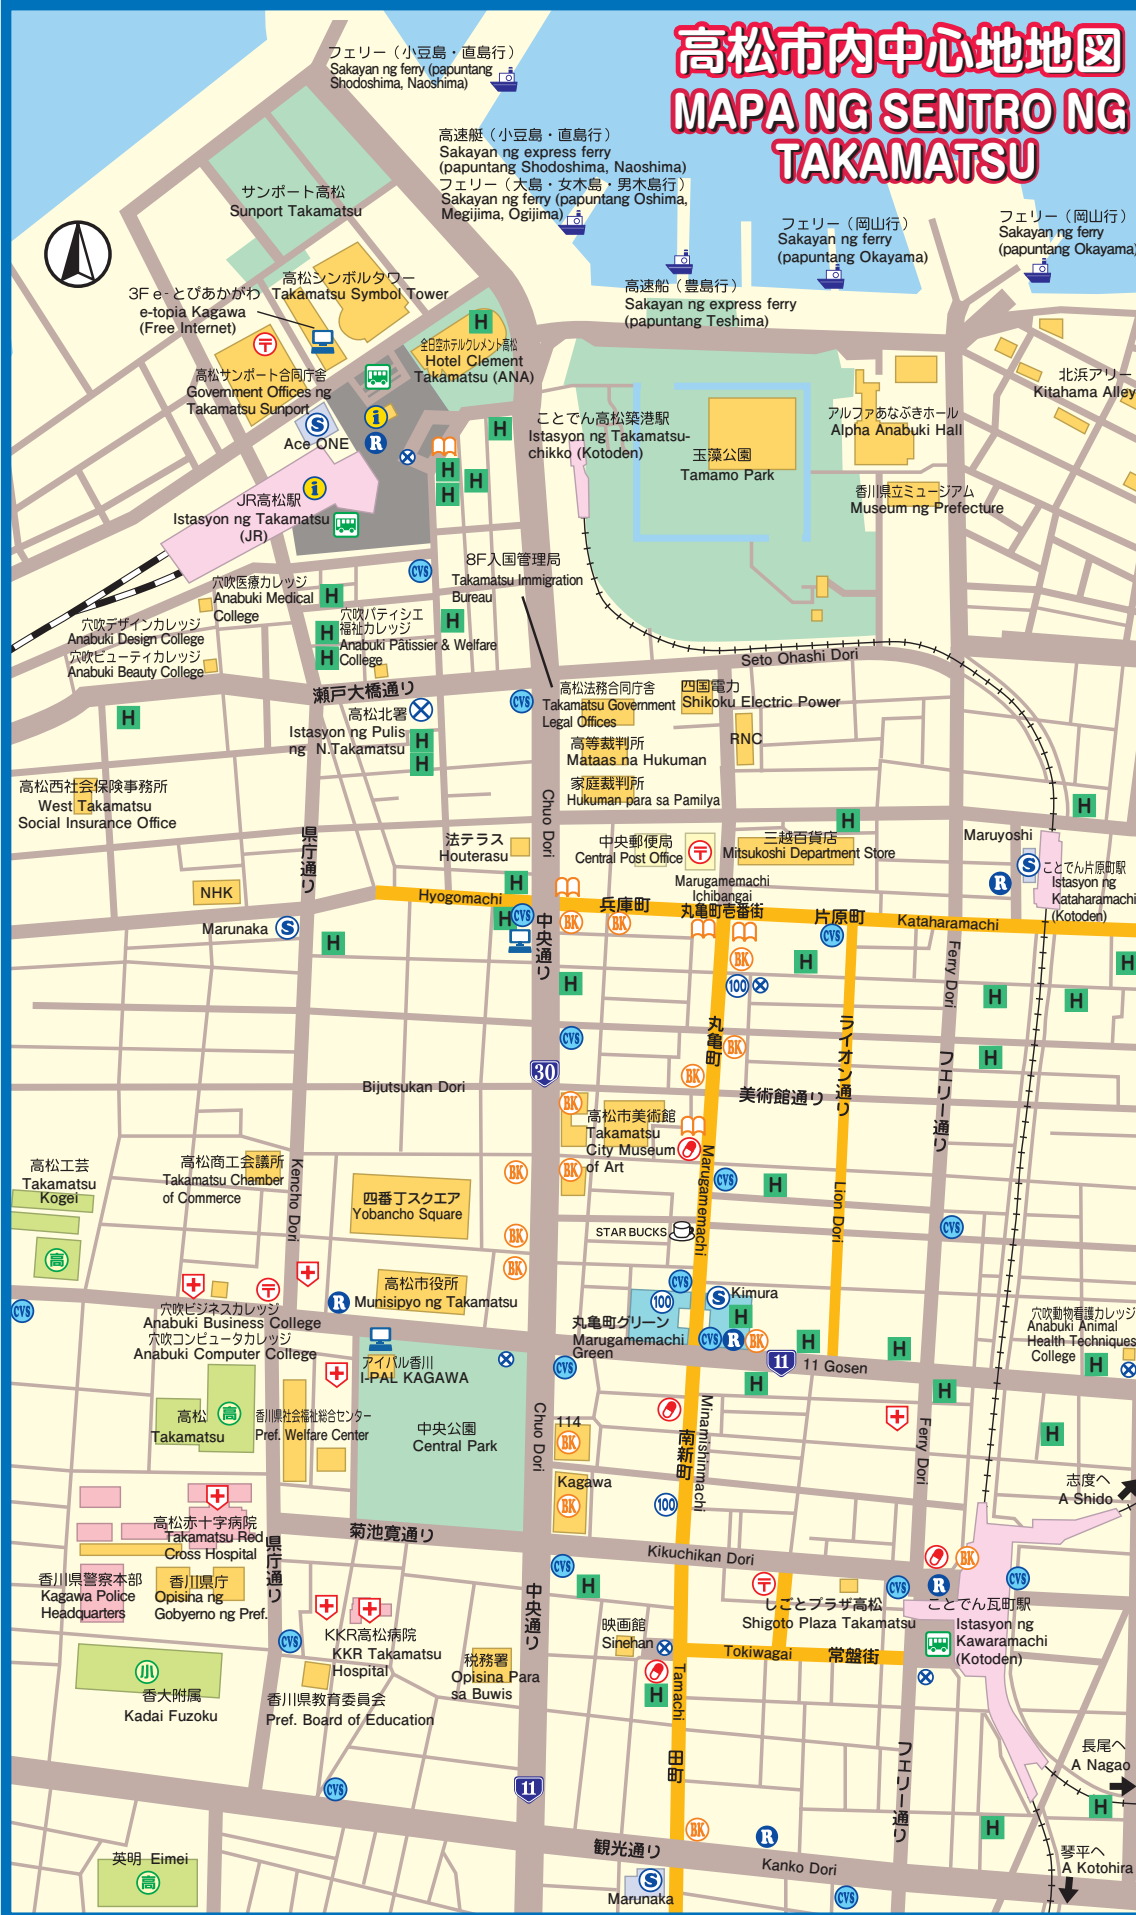 高松市内中心地地図
MAPA NG SENTRO NG
TAKAMATSU
フェリー（小豆島・直島行）
Sakayan ng ferry (papuntang
Shodoshima, Naoshima)
高速艇（小豆島・直島行）
Sakayan ng express ferry
(papuntang Shodoshima, Naoshima)
フェリー（大島・女木島・男木島行）
Sakayan ng ferry (papuntang Oshima,
Megijima, Ogijima)
フェリー（岡山行）
Sakayan ng ferry
(papuntang Okayama)
フェリー（岡山行）
Sakayan ng ferry
(papuntang Okayama)
高速船（豊島行）
Sakayan ng express ferry
(papuntang Teshima)
サンポート高松
Sunport Takamatsu
高松シンボルタワー
Takamatsu Symbol Tower
3F e-とぴあかがわ
e-topia Kagawa
(Free Internet)
全日空ホテルクレメント高松
Hotel Clement
Takamatsu (ANA)
高松サンポート合同庁舎
Government Offices ng
Takamatsu Sunport
Ace ONE
JR高松駅
Istasyon ng Takamatsu
(JR)
ことでん高松築港駅
Istasyon ng Takamatsu-
chikko (Kotoden)
玉藻公園
Tamamo Park
アルファあなぶきホール
Alpha Anabuki Hall
北浜アリー
Kitahama Alley
香川県立ミュージアム
Museum ng Prefecture
8F入国管理局
Takamatsu Immigration
Bureau
穴吹医療カレッジ
Anabuki Medical
College
穴吹デザインカレッジ
Anabuki Design College
穴吹ビューティカレッジ
Anabuki Beauty College
穴吹パティシエ
福祉カレッジ
Anabuki Pâtissier & Welfare
College
瀬戸大橋通り
Seto Ohashi Dori
高松北署
Istasyon ng Pulis
ng N.Takamatsu
高松法務合同庁舎
Takamatsu Government
Legal Offices
四国電力
Shikoku Electric Power
RNC
高等裁判所
Mataas na Hukuman
家庭裁判所
Hukuman para sa Pamilya
高松西社会保険事務所
West Takamatsu
Social Insurance Office
Chuo Dori
県庁通り
法テラス
Houterasu
中央郵便局
Central Post Office
三越百貨店
Mitsukoshi Department Store
Maruyoshi
ことでん片原町駅
Istasyon ng
Kataharamachi
(Kotoden)
NHK
Hyogomachi
兵庫町
Marugamemachi
Ichibangai
丸亀町壱番街
片原町
Kataharamachi
Marunaka
中央通り
Ferry Dori
丸亀町
ライオン通り
フェリー通り
30
Bijutsukan Dori
美術館通り
高松市美術館
Takamatsu
City Museum
of Art
高松工芸
Takamatsu
Kogei
高松商工会議所
Takamatsu Chamber
of Commerce
Kencho Dori
四番丁スクエア
Yobancho Square
Marugamemachi
Lion Dori
STAR BUCKS
高松市役所
Munisipyo ng Takamatsu
Kimura
丸亀町グリーン
Marugamemachi
Green
穴吹ビジネスカレッジ
Anabuki Business College
穴吹コンピュータカレッジ
Anabuki Computer College
アイパル香川
I-PAL KAGAWA
11
11 Gosen
穴吹動物看護カレッジ
Anabuki Animal
Health Techniques
College
高松
Takamatsu
香川県社会福祉総合センター
Pref. Welfare Center
中央公園
Central Park
Chuo Dori
114
Kagawa
Minamishinmachi
南新町
Ferry Dori
志度へ
A Shido
高松赤十字病院
Takamatsu Red
Cross Hospital
県庁通り
菊池寛通り
Kikuchikan Dori
香川県警察本部
Kagawa Police
Headquarters
香川県庁
Opisina ng
Gobyerno ng Pref.
中央通り
しごとプラザ高松
Shigoto Plaza Takamatsu
ことでん瓦町駅
Istasyon ng
Kawaramachi
(Kotoden)
KKR高松病院
KKR Takamatsu
Hospital
税務署
Opisina Para
sa Buwis
映画館
Sinehan
Tokiwagai
常盤街
香大附属
Kadai Fuzoku
香川県教育委員会
Pref. Board of Education
Tamachi
田町
フェリー通り
長尾へ
A Nagao
11
観光通り
Kanko Dori
琴平へ
A Kotohira
英明 Eimei
Marunaka